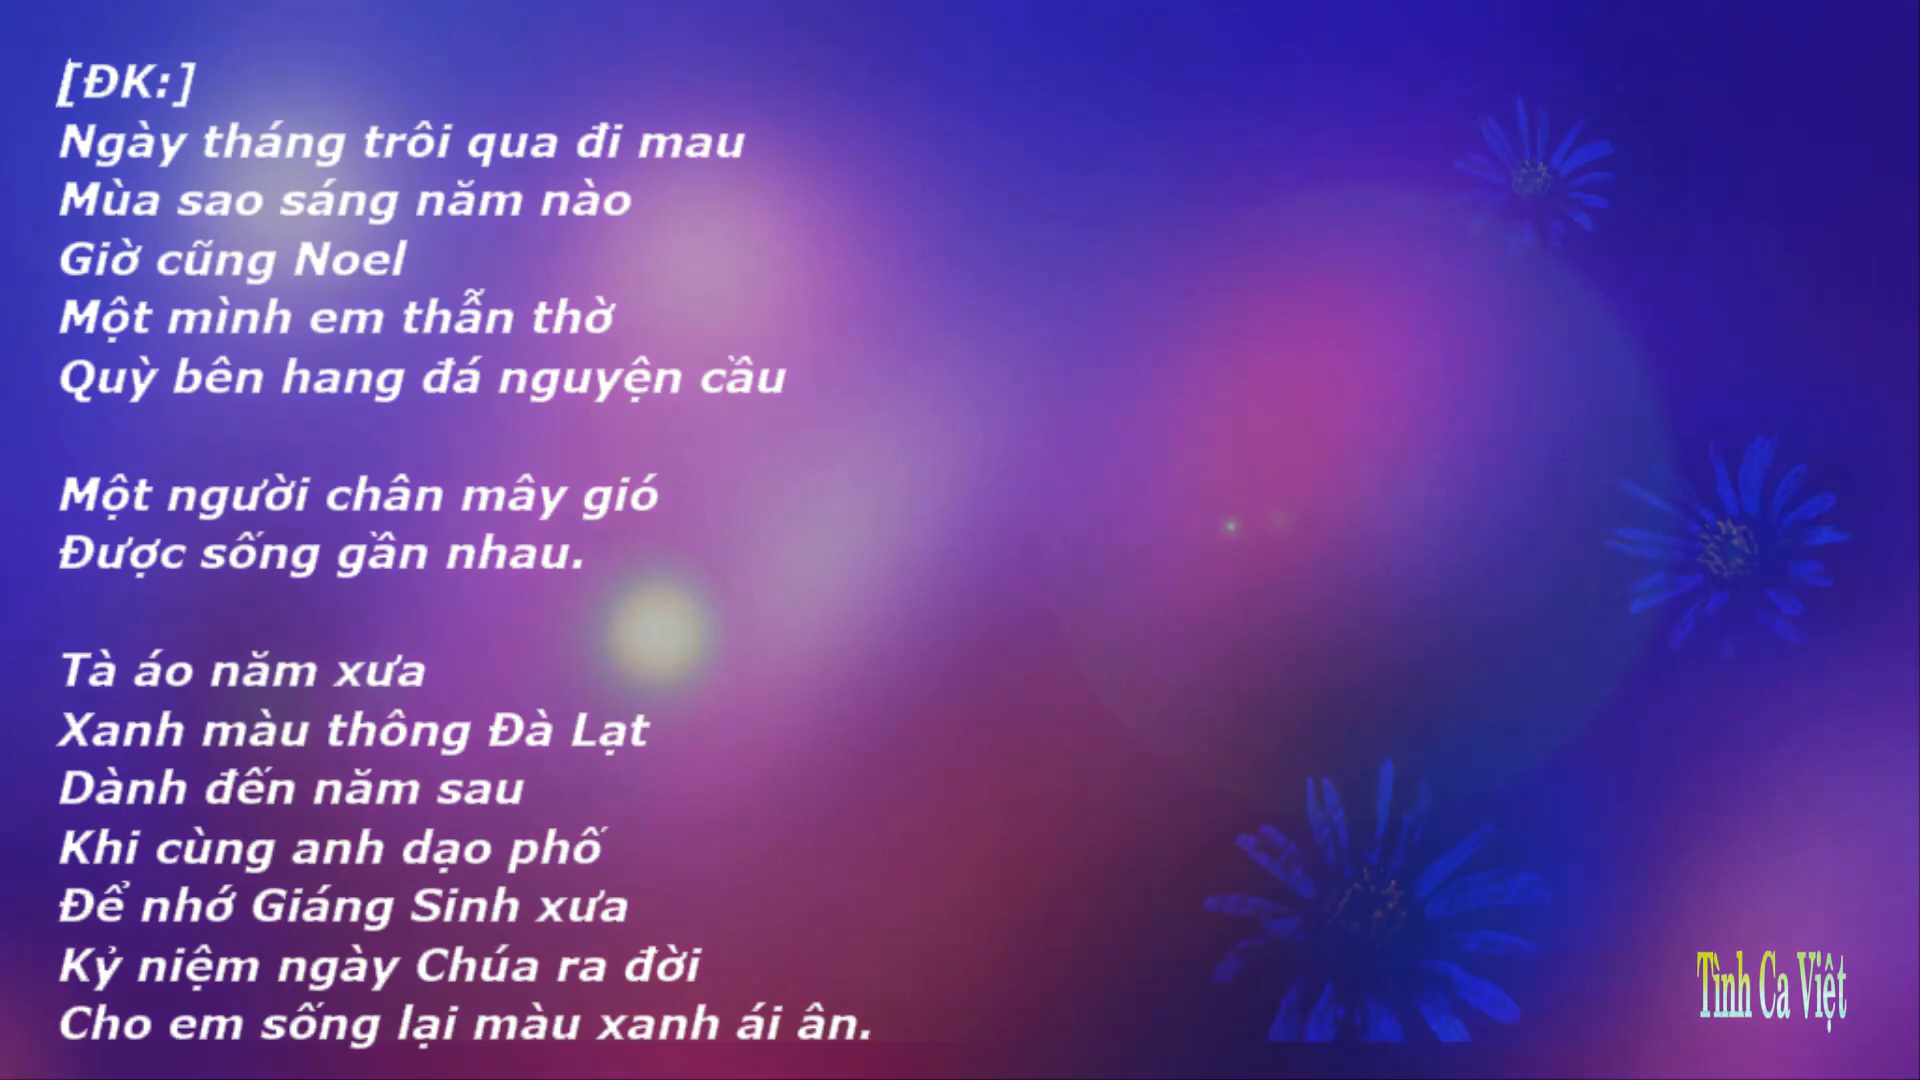 [ĐK:]
Ngày tháng trôi qua đi mau
Mùa sao sáng năm nào
Giờ cũng Noel
Một mình em thẫn thờ
Quỳ bên hang đá nguyện cầu
Một người chân mây gió
Được sống gần nhau.
Tà áo năm xưa
Xanh màu thông Đà Lạt
Dành đến năm sau
Khi cùng anh dạo phố
Để nhớ Giáng Sinh xưa
Kỷ niệm ngày Chúa ra đời
Cho em sống lại màu xanh ái ân.
Tình Ca Việt